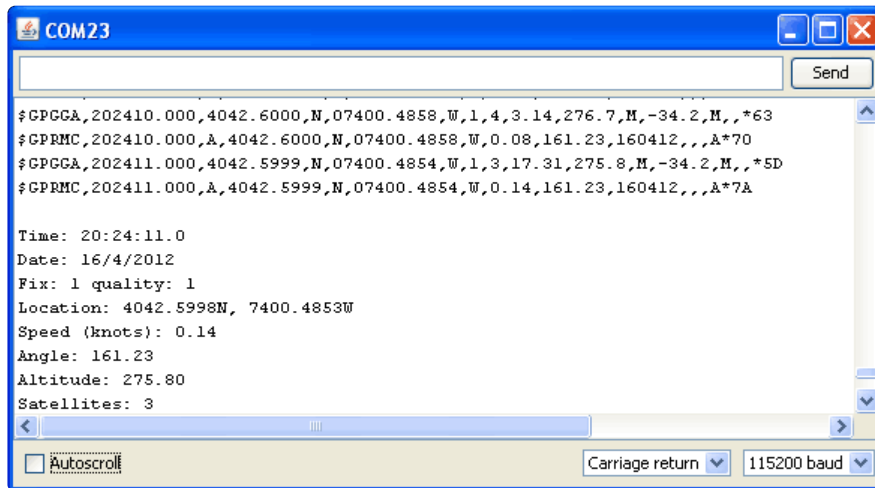 COM23
Send
$GPGGA,202410.000,4042.6000,N,07400.4858,W,1,4,3.14,276.7,M,-34.2,M,,*63
$GPRMC,202410.000,A,4042.6000,N,07400.4858,W,0.08,161.23,160412,,,A*70
$GPGGA,202411.000,4042.5999,N,07400.4854,W,1,3,17.31,275.8,M,-34.2,M,,*5D
$GPRMC,202411.000,A,4042.5999,N,07400.4854,W,0.14,161.23,160412,,,A*7A
Time: 20:24:11.0
Date: 16/4/2012
Fix: 1 quality: 1
Location: 4042.5998N, 7400.4853W
Speed (knots): 0.14
Angle: 161.23
Altitude: 275.80
Satellites: 3
Autoscroll
Carriage return
115200 baud